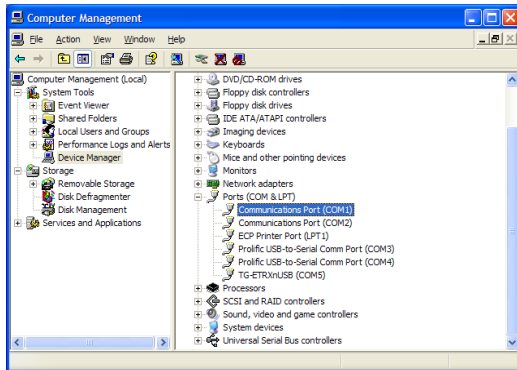 Computer Management
File Action View Window Help
Computer Management (Local)
System Tools
Event Viewer
Shared Folders
Local Users and Groups
Performance Logs and Alerts
Device Manager
Storage
Removable Storage
Disk Defragmenter
Disk Management
Services and Applications
DVD/CD-ROM drives
Floppy disk controllers
Floppy disk drives
IDE ATA/ATAPI controllers
Imaging devices
Keyboards
Mice and other pointing devices
Monitors
Network adapters
Ports (COM & LPT)
Communications Port (COM1)
Communications Port (COM2)
ECP Printer Port (LPT1)
Prolific USB-to-Serial Comm Port (COM3)
Prolific USB-to-Serial Comm Port (COM4)
TG-ETRXnUSB (COM5)
Processors
SCSI and RAID controllers
Sound, video and game controllers
System devices
Universal Serial Bus controllers